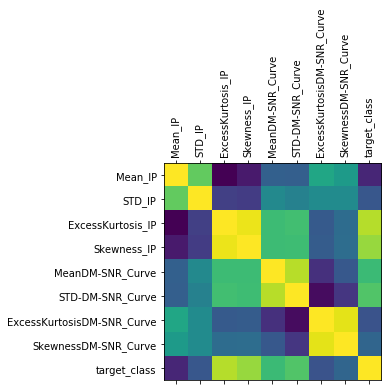 Mean_IP
STD_IP
ExcessKurtosis_IP
Skewness_IP
MeanDM-SNR_Curve
STD-DM-SNR_Curve
ExcessKurtosisDM-SNR_Curve
SkewnessDM-SNR_Curve
target_class
Mean_IP
STD_IP
ExcessKurtosis_IP
Skewness_IP
MeanDM-SNR_Curve
STD-DM-SNR_Curve
ExcessKurtosisDM-SNR_Curve
SkewnessDM-SNR_Curve
target_class